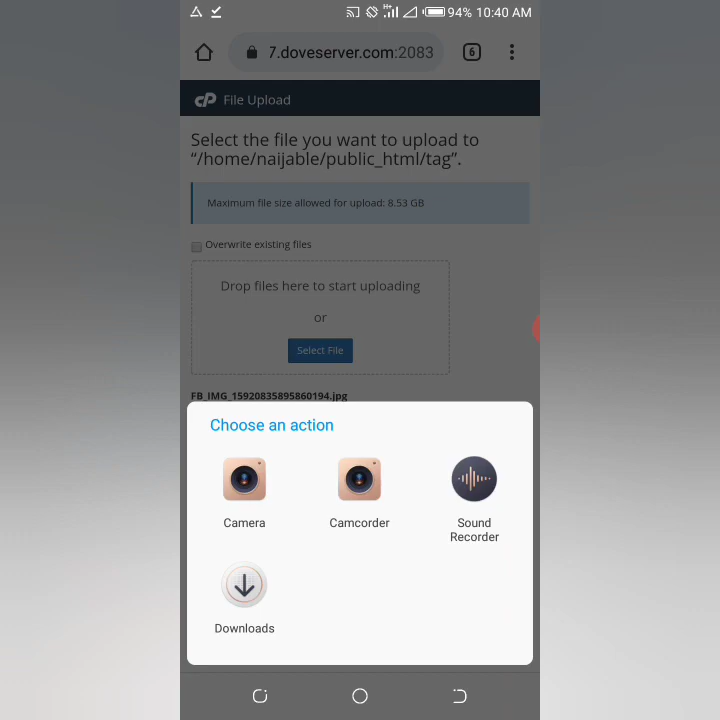 H+
94% 10:40 AM
7.doveserver.com:2083
6
cP File Upload
Select the file you want to upload to
“/home/naijable/public_html/tag”.
Maximum file size allowed for upload: 8.53 GB
Overwrite existing files
Drop files here to start uploading
or
Select File
FB_IMG_15920835895860194.jpg
Choose an action
Camera
Camcorder
Sound
Recorder
Downloads